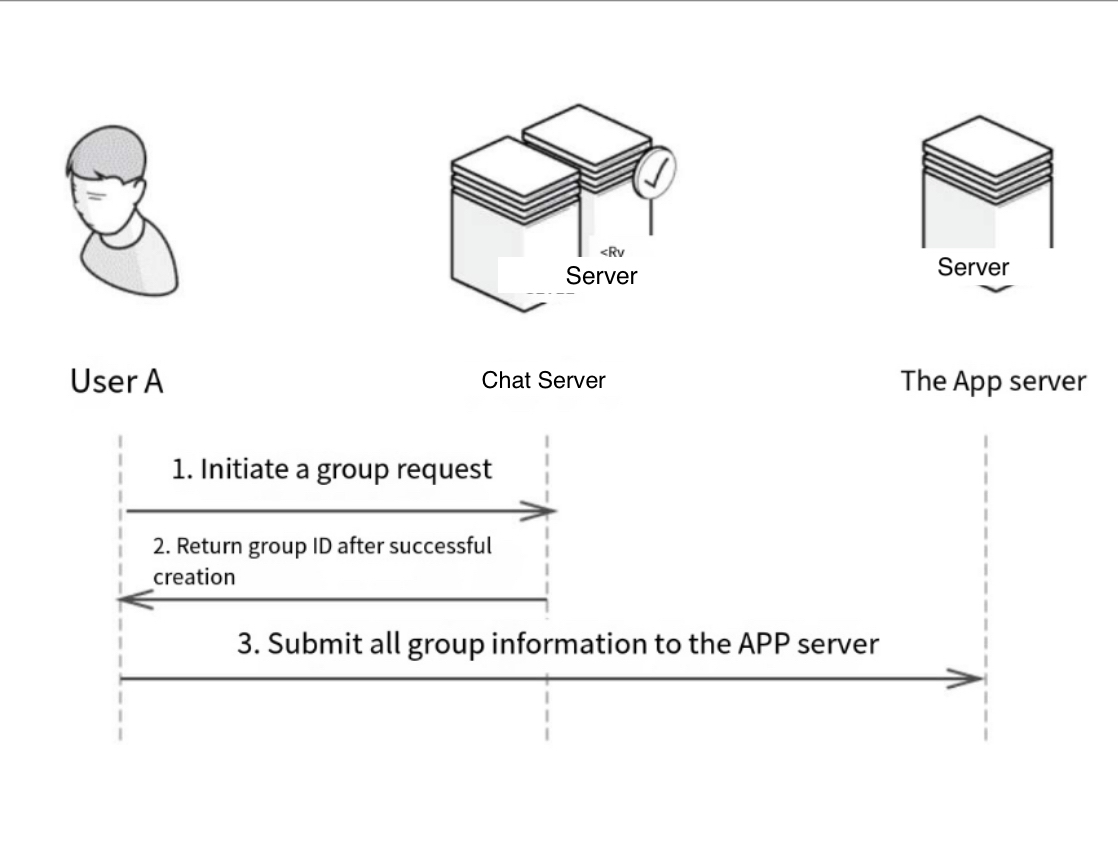 <Rv
Server
Server
User A
Chat Server
The App server
1. Initiate a group request
2. Return group ID after successful
creation
3. Submit all group information to the APP server